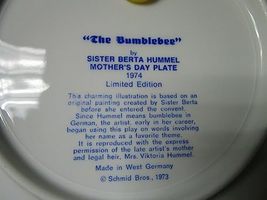 "The Bumblebee"
by
SISTER BERTA HUMMEL
MOTHER'S DAY PLATE
1974
Limited Edition
This charming illustration is based on an
original painting created by Sister Berta
before she entered the convent.
Since Hummel means bumblebee in
German, the artist. early in her career,
began using this play on words involving
her name as a favorite theme.
It is reproduced with the express
permission of the late artist's mother
and legal heir, Mrs. Viktoria Hummel.
Made in West Germany
© Schmid Bros., 1973